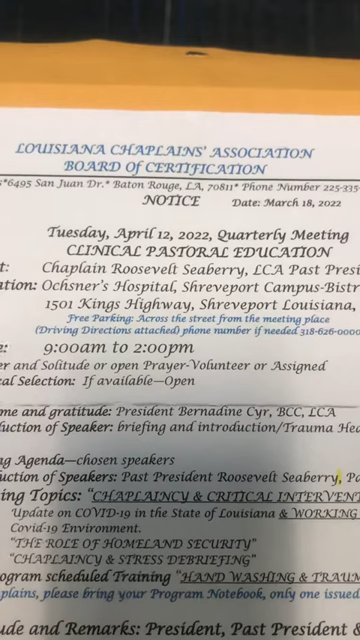 LOUISIANA CHAPLAINS' ASSOCIATION
BOARD Of CERTIFICATION
*6495 San Juan Dr.* Baton Rouge, LA, 70811* Phone Number 225-335-
NOTICE Date: March 18, 2022
Tuesday, April 12, 2022, Quarterly Meeting
CLINICAL PASTORAL EDUCATION
t: Chaplain Roosevelt Seaberry, LCA Past Presi
ation: Ochsner's Hospital, Shreveport Campus-Bistr
1501 Kings Highway, Shreveport Louisiana,
Free Parking: Across the street from the meeting place
(Driving Directions attached) phone number if needed 318-626-0000
e: 9:00am to 2:00pm
er and Solitude or open Prayer-Volunteer or Assigned
cal Selection: If available—Open
me and gratitude: President Bernadine Cyr, BCC, LCA
duction of Speaker: briefing and introduction/Trauma Hea
ng Agenda—chosen speakers
uction of Speakers: Past President Roosevelt Seaberry, Pa
ing Topics: "CHAPLAINCY & CRITICAL INTERVENT
Update on COVID-19 in the State of Louisiana & WORKING
Covid-19 Environment.
"THE ROLE OF HOMELAND SECURITY"
"CHAPLAINCY & STRESS DEBRIEFING"
ogram scheduled Training "HAND WASHING & TRAUM
plains, please bring your Program Notebook, only one issued
ude and Remarks: President, Past President &